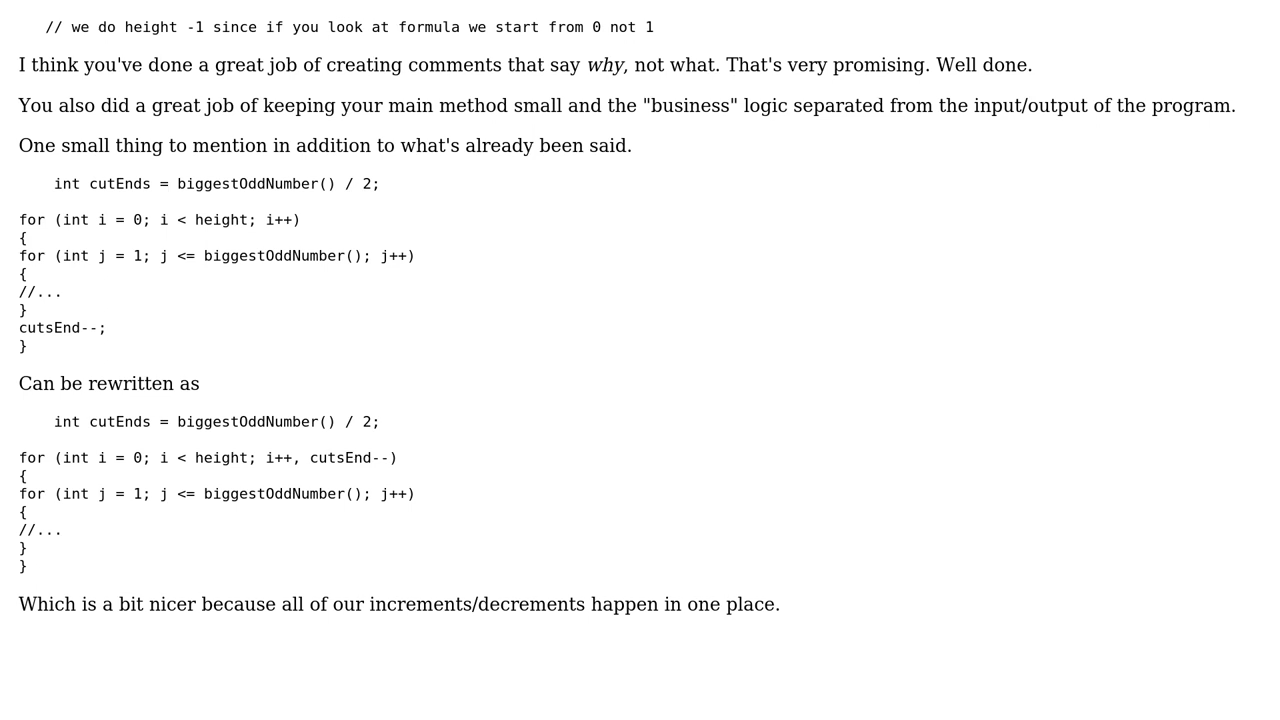 // we do height -1 since if you look at formula we start from 0 not 1
I think you've done a great job of creating comments that say why, not what. That's very promising. Well done.
You also did a great job of keeping your main method small and the "business" logic separated from the input/output of the program.
One small thing to mention in addition to what's already been said.
int cutEnds = biggestOddNumber() / 2;
for (int i = 0; i < height; i++)
{
for (int j = 1; j <= biggestOddNumber(); j++)
{
//...
}
cutsEnd--;
}
Can be rewritten as
int cutEnds = biggestOddNumber() / 2;
for (int i = 0; i < height; i++, cutsEnd--)
{
for (int j = 1; j <= biggestOddNumber(); j++)
{
//...
}
}
Which is a bit nicer because all of our increments/decrements happen in one place.